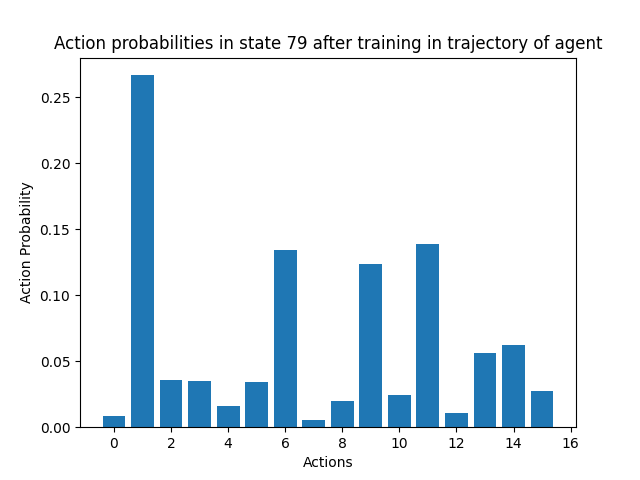 Action probabilities in state 79 after training in trajectory of agent
0.25
0.20
0.15
0.10
0.05
0.00
Action Probability
0 2 4 6 8 10 12 14 16
Actions